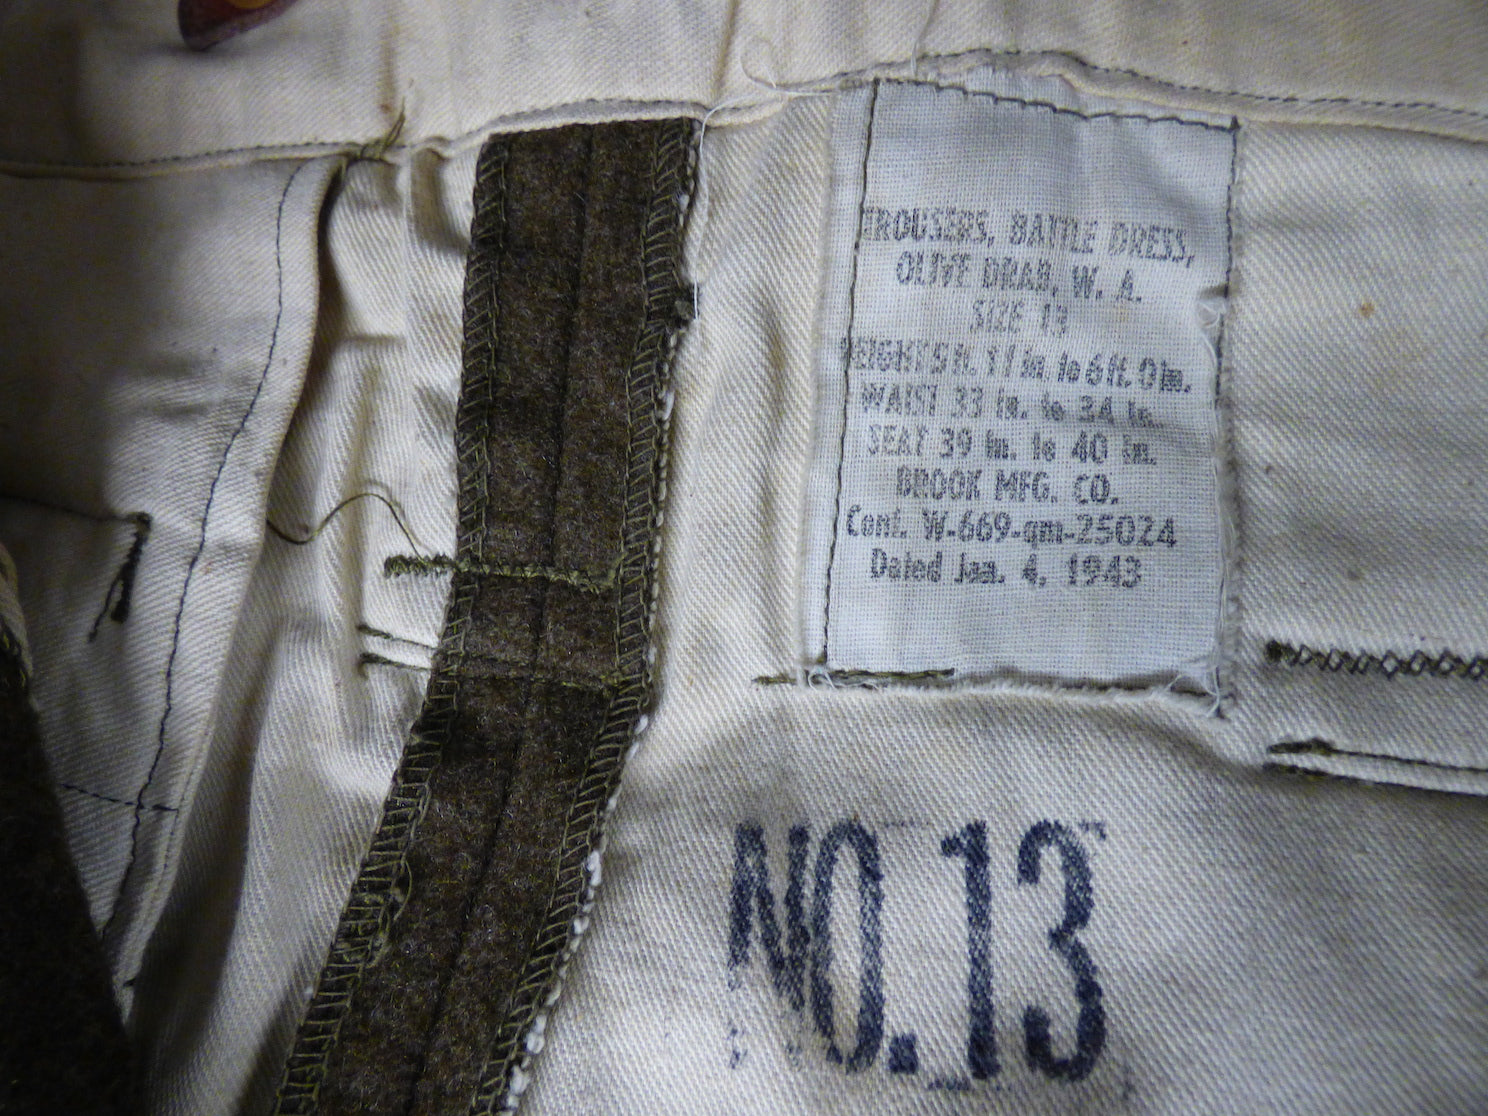 TROUSERS, BATTLE DRESS,
OLIVE DRAB, W. A.
SIZE 13
HEIGHT 5 ft. 11 in. to 6 ft. 0 in.
WAIST 33 in. to 34 in.
SEAT 39 in. to 40 in.
BROOK MFG. CO.
Cont. W-669-qm-25024
Dated Jan. 4, 1943
NO. 13